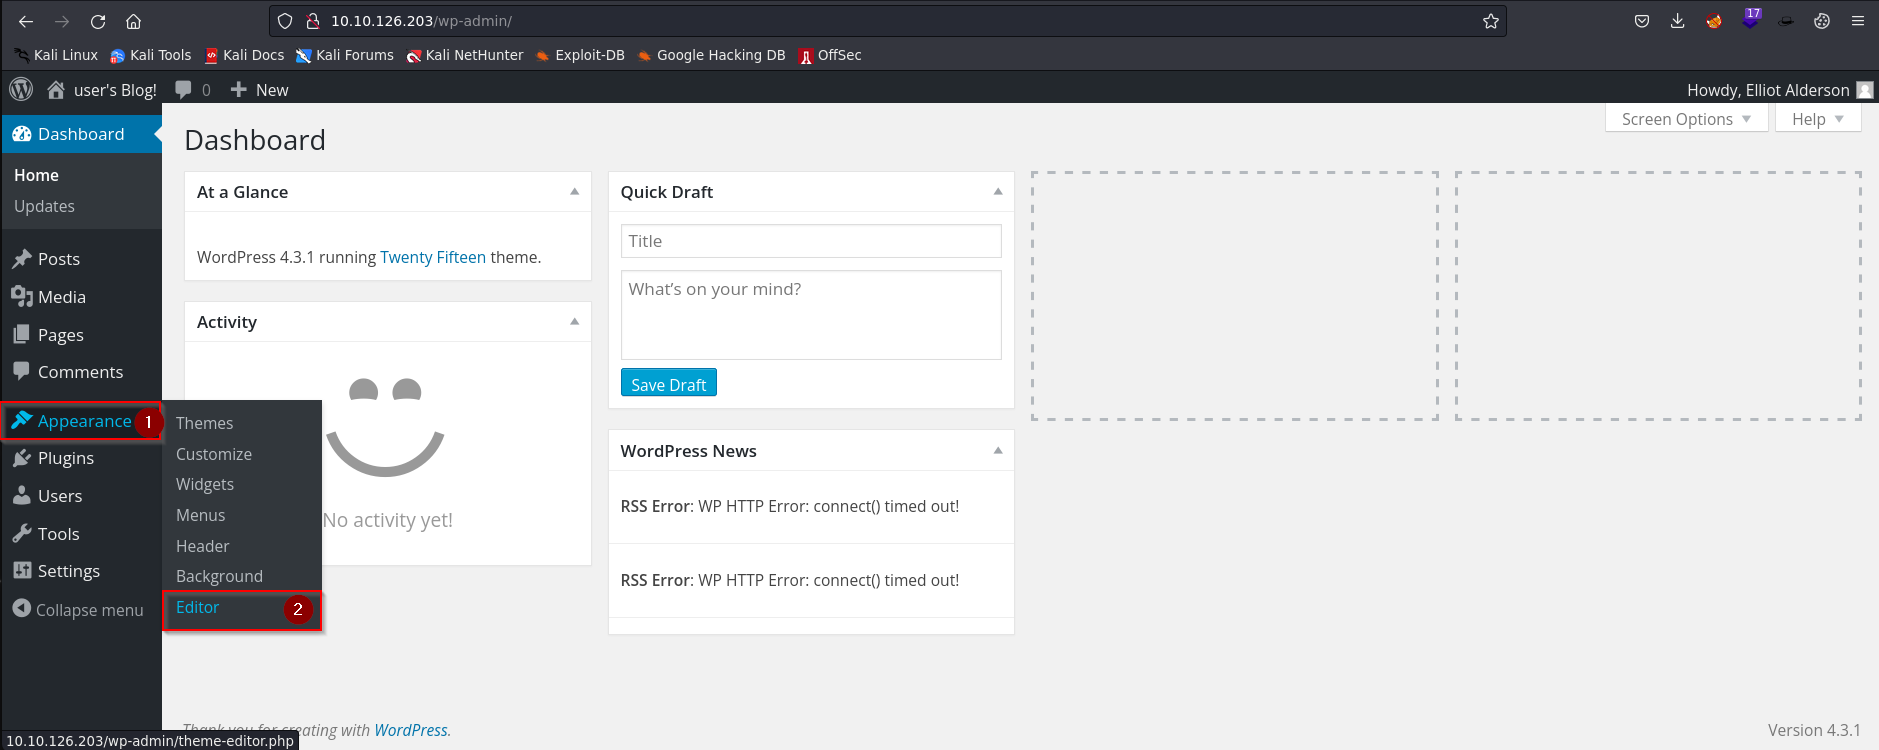 10.10.126.203/wp-admin/
17
Kali Linux Kali Tools Kali Docs Kali Forums Kali NetHunter Exploit-DB Google Hacking DB OffSec
user's Blog! 0 New Howdy, Elliot Alderson
Screen Options Help
Dashboard
Home
Updates
Posts
Media
Pages
Comments
Appearance 1
Plugins
Users
Tools
Settings
Collapse menu
Themes
Customize
Widgets
Menus
Header
Background
Editor 2
Dashboard
At a Glance
WordPress 4.3.1 running Twenty Fifteen theme.
Activity
No activity yet!
Quick Draft
Title
What's on your mind?
Save Draft
WordPress News
RSS Error: WP HTTP Error: connect() timed out!
RSS Error: WP HTTP Error: connect() timed out!
Thank you for creating with WordPress.
Version 4.3.1
10.10.126.203/wp-admin/theme-editor.php